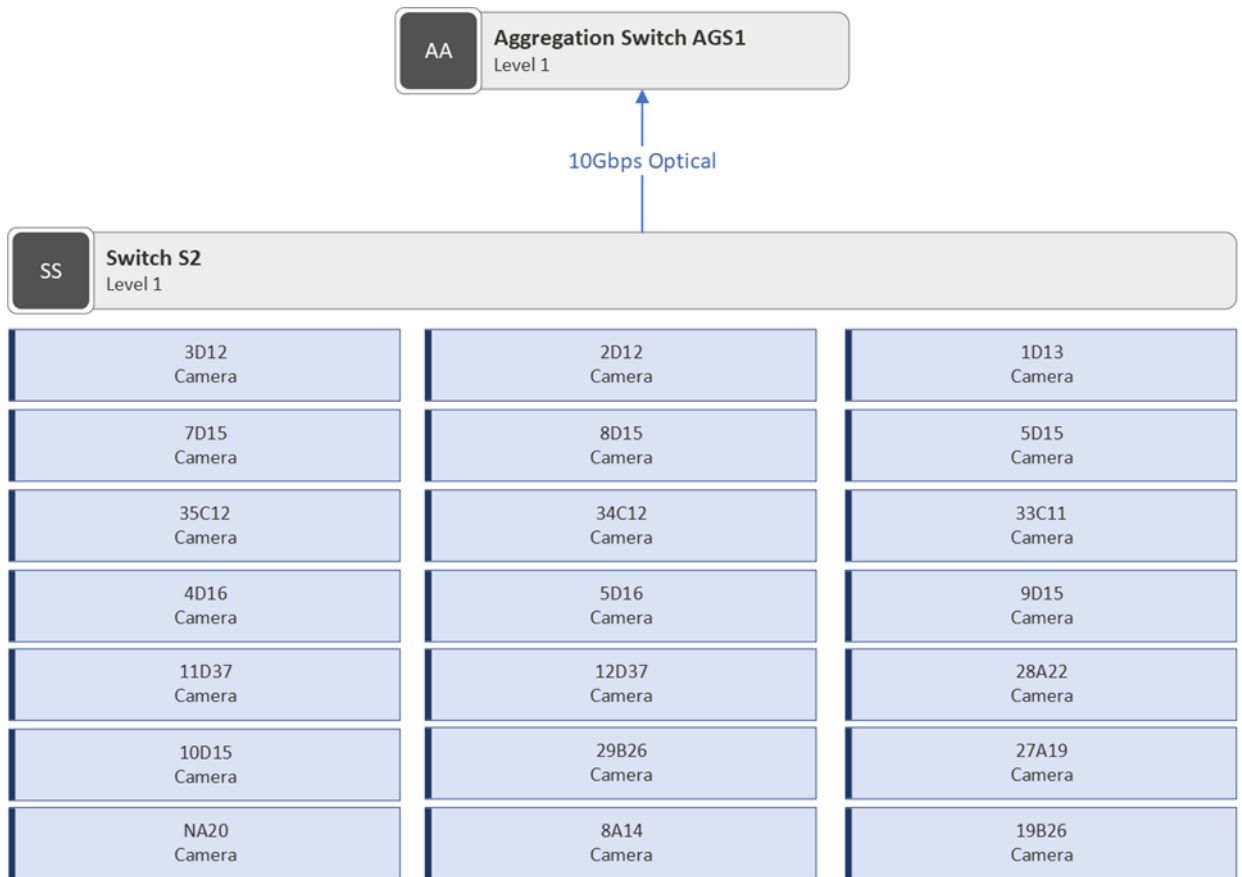 AA
Aggregation Switch AGS1
Level 1
10Gbps Optical
SS
Switch S2
Level 1
3D12
Camera
2D12
Camera
1D13
Camera
7D15
Camera
8D15
Camera
5D15
Camera
35C12
Camera
34C12
Camera
33C11
Camera
4D16
Camera
5D16
Camera
9D15
Camera
11D37
Camera
12D37
Camera
28A22
Camera
10D15
Camera
29B26
Camera
27A19
Camera
NA20
Camera
8A14
Camera
19B26
Camera